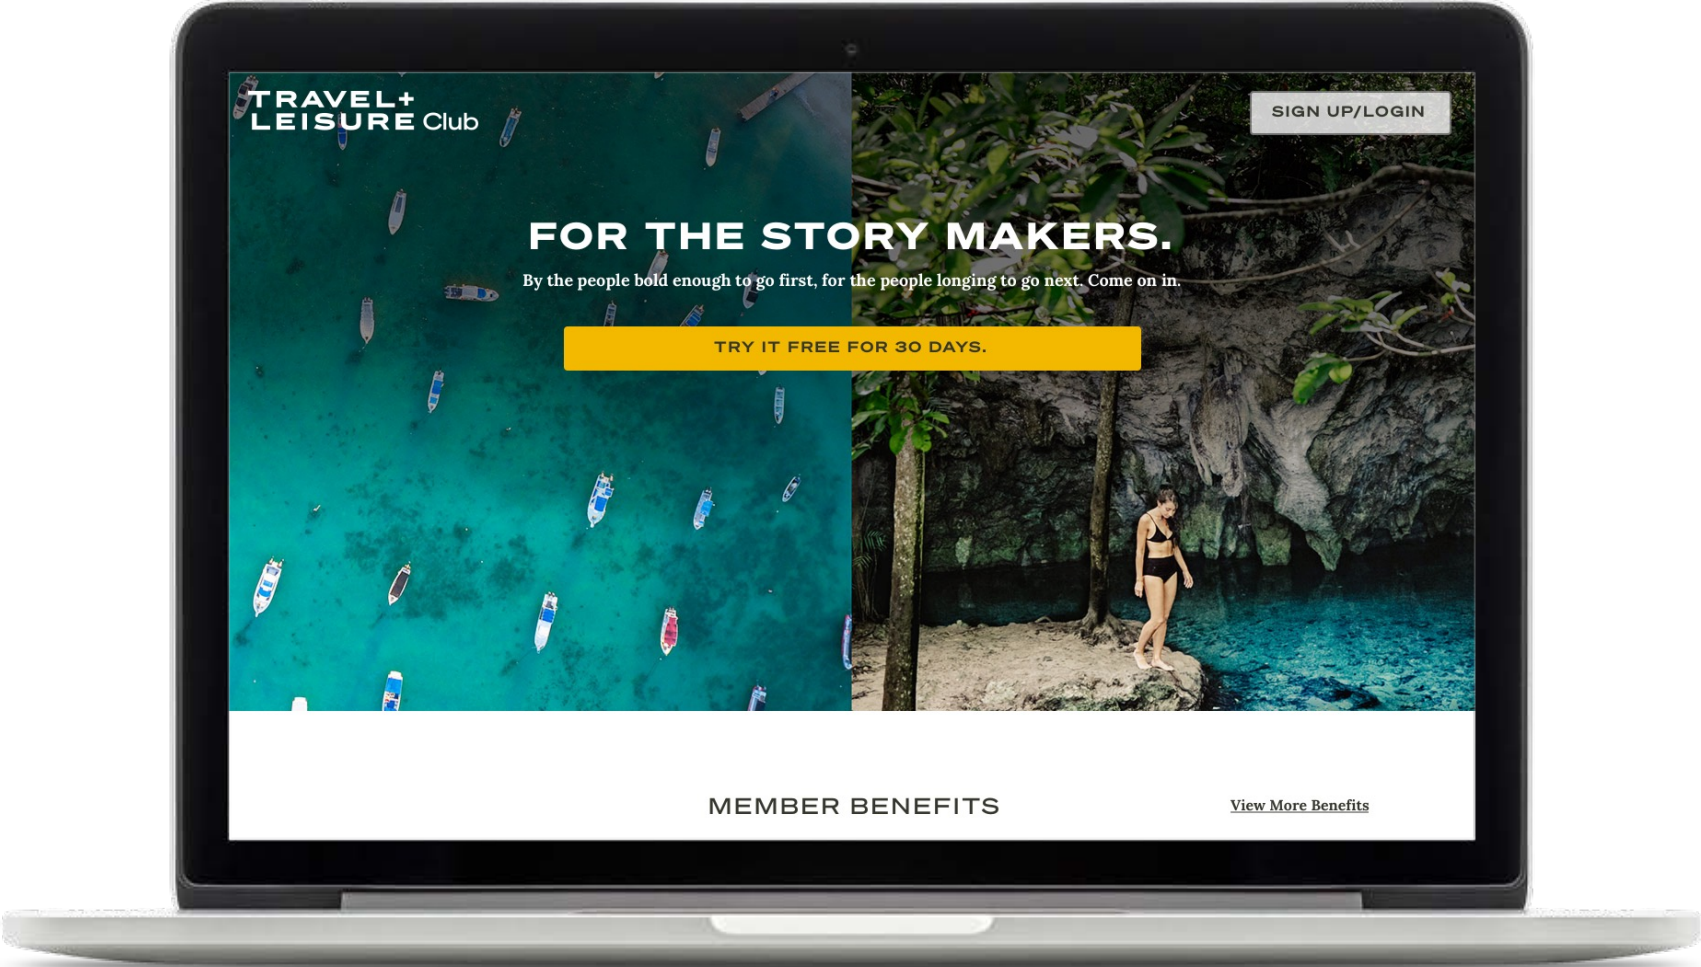 TRAVEL+
LEISURE Club
SIGN UP/LOGIN
FOR THE STORY MAKERS.
By the people bold enough to go first, for the people longing to go next. Come on in.
TRY IT FREE FOR 30 DAYS.
MEMBER BENEFITS
View More Benefits